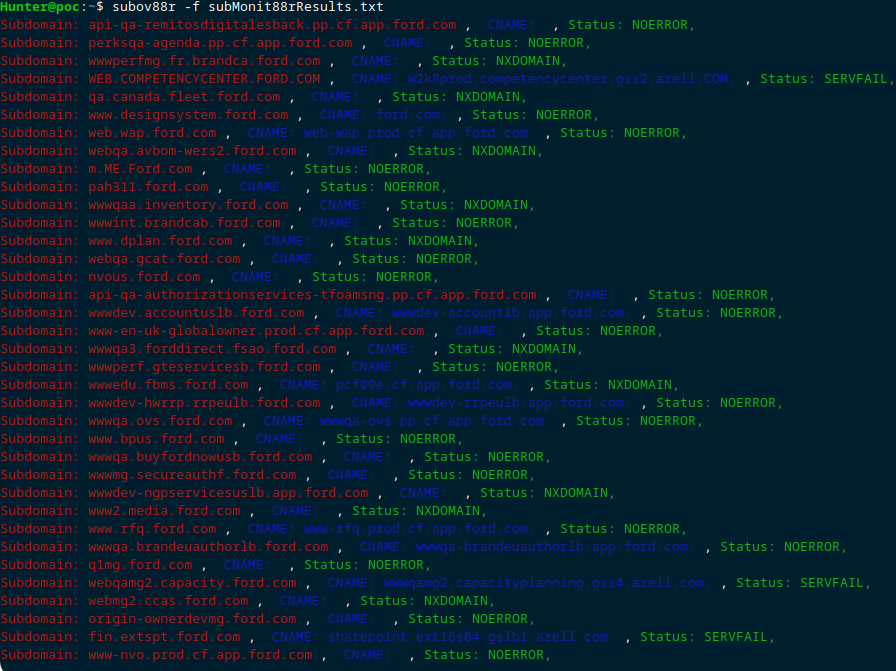 Hunter@poc:~$ subov88r -f subMonit88rResults.txt
Subdomain: api-qa-remitosdigitalesback.pp.cf.app.ford.com , CNAME: , Status: NOERROR,
Subdomain: perksqa-agenda.pp.cf.app.ford.com , CNAME: , Status: NOERROR,
Subdomain: wwwperfmg.fr.brandca.ford.com , CNAME: , Status: NXDOMAIN,
Subdomain: WEB.COMPETENCYCENTER.FORD.COM , CNAME: w2k8prod.competencycenter.gss2.azell.COM. , Status: SERVFAIL,
Subdomain: qa.canada.fleet.ford.com , CNAME: , Status: NXDOMAIN,
Subdomain: www.designsystem.ford.com , CNAME: ford.com. , Status: NOERROR,
Subdomain: web.wap.ford.com , CNAME: web-wap.prod.cf.app.ford.com. , Status: NOERROR,
Subdomain: webqa.avbom-wers2.ford.com , CNAME: , Status: NXDOMAIN,
Subdomain: m.ME.Ford.com , CNAME: , Status: NOERROR,
Subdomain: pah311.ford.com , CNAME: , Status: NOERROR,
Subdomain: wwwqaa.inventory.ford.com , CNAME: , Status: NXDOMAIN,
Subdomain: wwwint.brandcab.ford.com , CNAME: , Status: NOERROR,
Subdomain: www.dplan.ford.com , CNAME: , Status: NXDOMAIN,
Subdomain: webqa.gcat.ford.com , CNAME: , Status: NOERROR,
Subdomain: nvous.ford.com , CNAME: , Status: NOERROR,
Subdomain: api-qa-authorizationservices-tfoamsng.pp.cf.app.ford.com , CNAME: , Status: NOERROR,
Subdomain: wwwdev.accountuslb.ford.com , CNAME: wwwdev-accountlb.app.ford.com. , Status: NOERROR,
Subdomain: www-en-uk-globalowner.prod.cf.app.ford.com , CNAME: , Status: NOERROR,
Subdomain: wwwqa3.forddirect.fsao.ford.com , CNAME: , Status: NXDOMAIN,
Subdomain: wwwperf.gteservicesb.ford.com , CNAME: , Status: NOERROR,
Subdomain: wwwedu.fbms.ford.com , CNAME: pcf09e.cf.app.ford.com. , Status: NXDOMAIN,
Subdomain: wwwdev-hwrrp.rrpeulb.ford.com , CNAME: wwwdev-rrpeulb.app.ford.com. , Status: NOERROR,
Subdomain: wwwqa.ovs.ford.com , CNAME: wwwqa-ovs.pp.cf.app.ford.com. , Status: NOERROR,
Subdomain: www.bpus.ford.com , CNAME: , Status: NOERROR,
Subdomain: wwwqa.buyfordnowusb.ford.com , CNAME: , Status: NOERROR,
Subdomain: wwwmg.secureauthf.ford.com , CNAME: , Status: NOERROR,
Subdomain: wwwdev-ngpservicesuslb.app.ford.com , CNAME: , Status: NXDOMAIN,
Subdomain: www2.media.ford.com , CNAME: , Status: NXDOMAIN,
Subdomain: www.rfq.ford.com , CNAME: www-rfq.prod.cf.app.ford.com. , Status: NOERROR,
Subdomain: wwwqa.brandeuauthorlb.ford.com , CNAME: wwwqa-brandeuauthorlb.app.ford.com. , Status: NOERROR,
Subdomain: q1mg.ford.com , CNAME: , Status: NOERROR,
Subdomain: webqamg2.capacity.ford.com , CNAME: wwwqamg2.capacityplanning.gss4.azell.com. , Status: SERVFAIL,
Subdomain: webmg2.ccas.ford.com , CNAME: , Status: NXDOMAIN,
Subdomain: origin-ownerdevmg.ford.com , CNAME: , Status: NOERROR,
Subdomain: fin.extspt.ford.com , CNAME: sharepoint.ext16s04.gslb1.azell.com. , Status: SERVFAIL,
Subdomain: www-nvo.prod.cf.app.ford.com , CNAME: , Status: NOERROR,